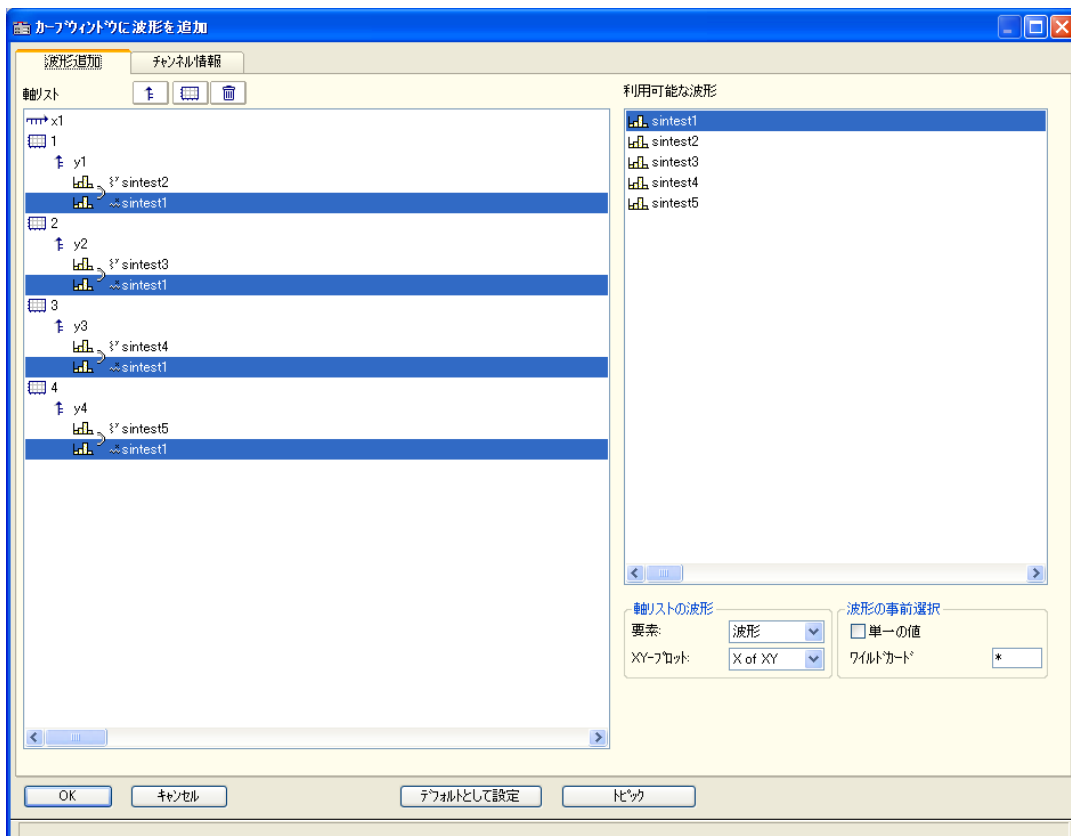 カーブウィンドウに波形を追加
波形追加
チャンネル情報
軸リスト
x1
1
y1
sintest2
sintest1
2
y2
sintest3
sintest1
3
y3
sintest4
sintest1
4
y4
sintest5
sintest1
利用可能な波形
sintest1
sintest2
sintest3
sintest4
sintest5
軸リストの波形
要素: 波形
XY-プロット: X of XY
波形の事前選択
単一の値
ワイルドカード *
OK
キャンセル
デフォルトとして設定
トピック